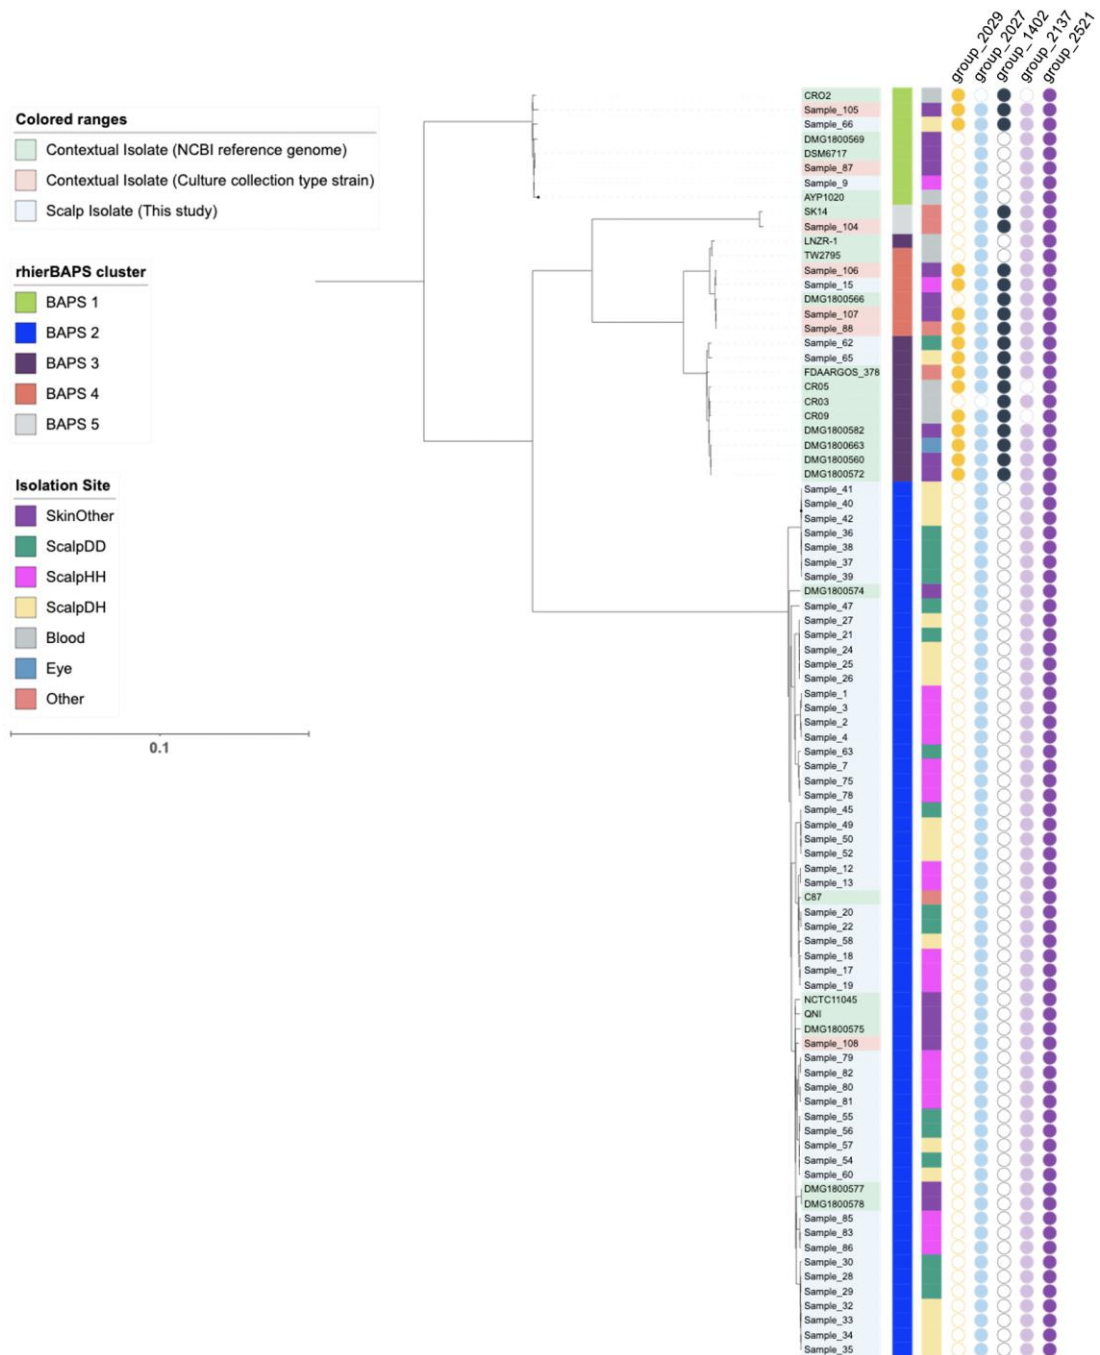 group_2029
group_2027
group_1402
group_2137
group_2521
Colored ranges
Contextual Isolate (NCBI reference genome)
Contextual Isolate (Culture collection type strain)
Scalp Isolate (This study)
rhierBAPS cluster
BAPS 1
BAPS 2
BAPS 3
BAPS 4
BAPS 5
Isolation Site
SkinOther
ScalpDD
ScalpHH
ScalpDH
Blood
Eye
Other
0.1
CRO2
Sample_105
Sample_66
DMG1800569
DSM6717
Sample_87
Sample_9
AYP1020
SK14
Sample_104
LNZR-1
TW2795
Sample_106
Sample_15
DMG1800566
Sample_107
Sample_88
Sample_62
Sample_65
FDAARGOS_378
CR05
CR03
CR09
DMG1800582
DMG1800663
DMG1800560
DMG1800572
Sample_41
Sample_40
Sample_42
Sample_36
Sample_38
Sample_37
Sample_39
DMG1800574
Sample_47
Sample_27
Sample_21
Sample_24
Sample_25
Sample_26
Sample_1
Sample_3
Sample_2
Sample_4
Sample_63
Sample_7
Sample_75
Sample_78
Sample_45
Sample_49
Sample_50
Sample_52
Sample_12
Sample_13
C87
Sample_20
Sample_22
Sample_58
Sample_18
Sample_17
Sample_19
NCTC11045
QNI
DMG1800575
Sample_108
Sample_79
Sample_82
Sample_80
Sample_81
Sample_55
Sample_56
Sample_57
Sample_54
Sample_60
DMG1800577
DMG1800578
Sample_85
Sample_83
Sample_86
Sample_30
Sample_28
Sample_29
Sample_32
Sample_33
Sample_34
Sample_35